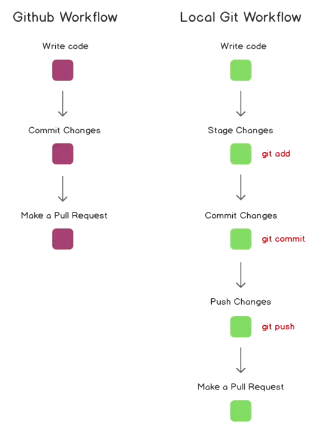 Github Workflow
Write code
Commit Changes
Make a Pull Request
Local Git Workflow
Write code
Stage Changes
git add
Commit Changes
git commit
Push Changes
git push
Make a Pull Request